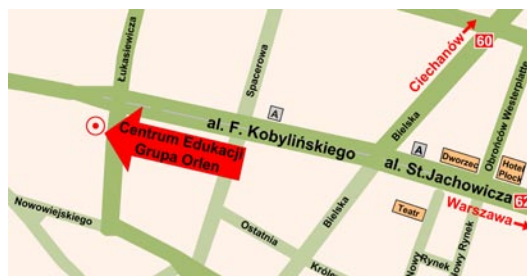 Łukasiewicza
Spacerowa
Ciechanów
60
Bielska
Obrońców Westerplatte
A
al. F. Kobylińskiego
A
Centrum Edukacji
Grupa Orlen
Dworzec
Hotel
Płock
al. St.Jachowicza
62
Warszawa
Nowowiejskiego
Bielska
Teatr
Ostatnia
Nowy Rynek
Nowy
Rynek